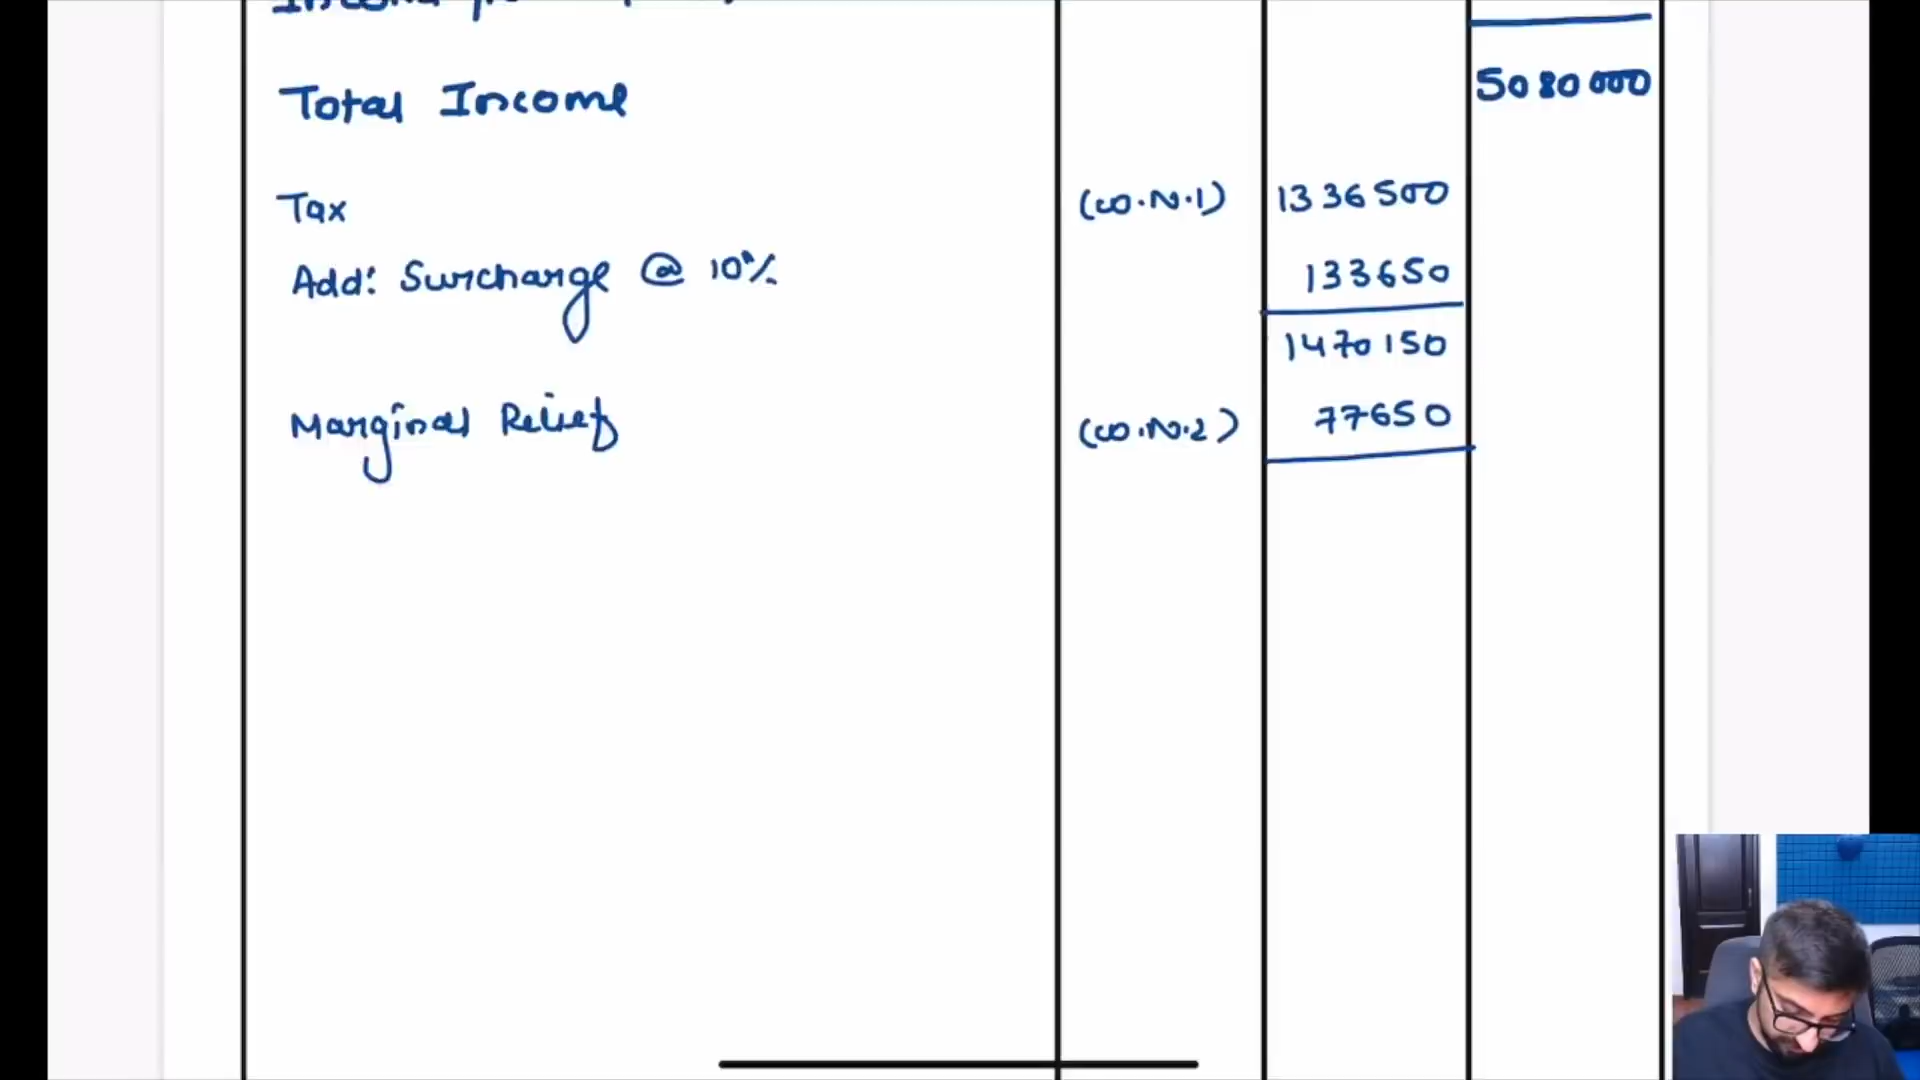 Total Income 5080000
Tax (W.N.1) 1336500
Add: Surcharge @ 10% 133650
1470150
Marginal Relief (W.N.2) 77650